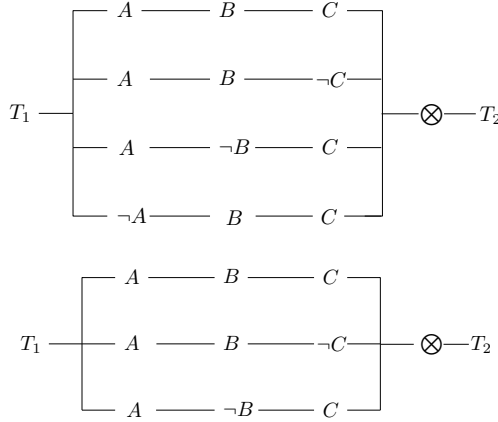 A B C
A B ¬C
T₁ T₂
A ¬B C
¬A B C
A B C
T₁ A B ¬C T₂
A ¬B C